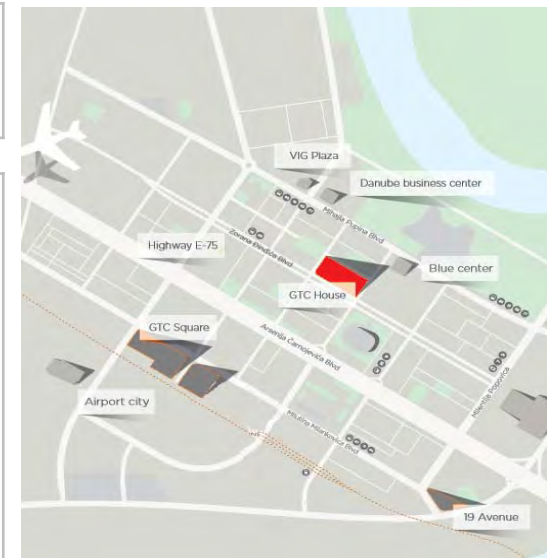 VIG Plaza
Danube business center
Mihajla Pupina Blvd
Highway E-75
Zorana Đinđića Blvd
Blue center
GTC House
GTC Square
Arsenija Čarnojevića Blvd
Milentija Popovića
Airport city
Milutina Milankovića Blvd
19 Avenue